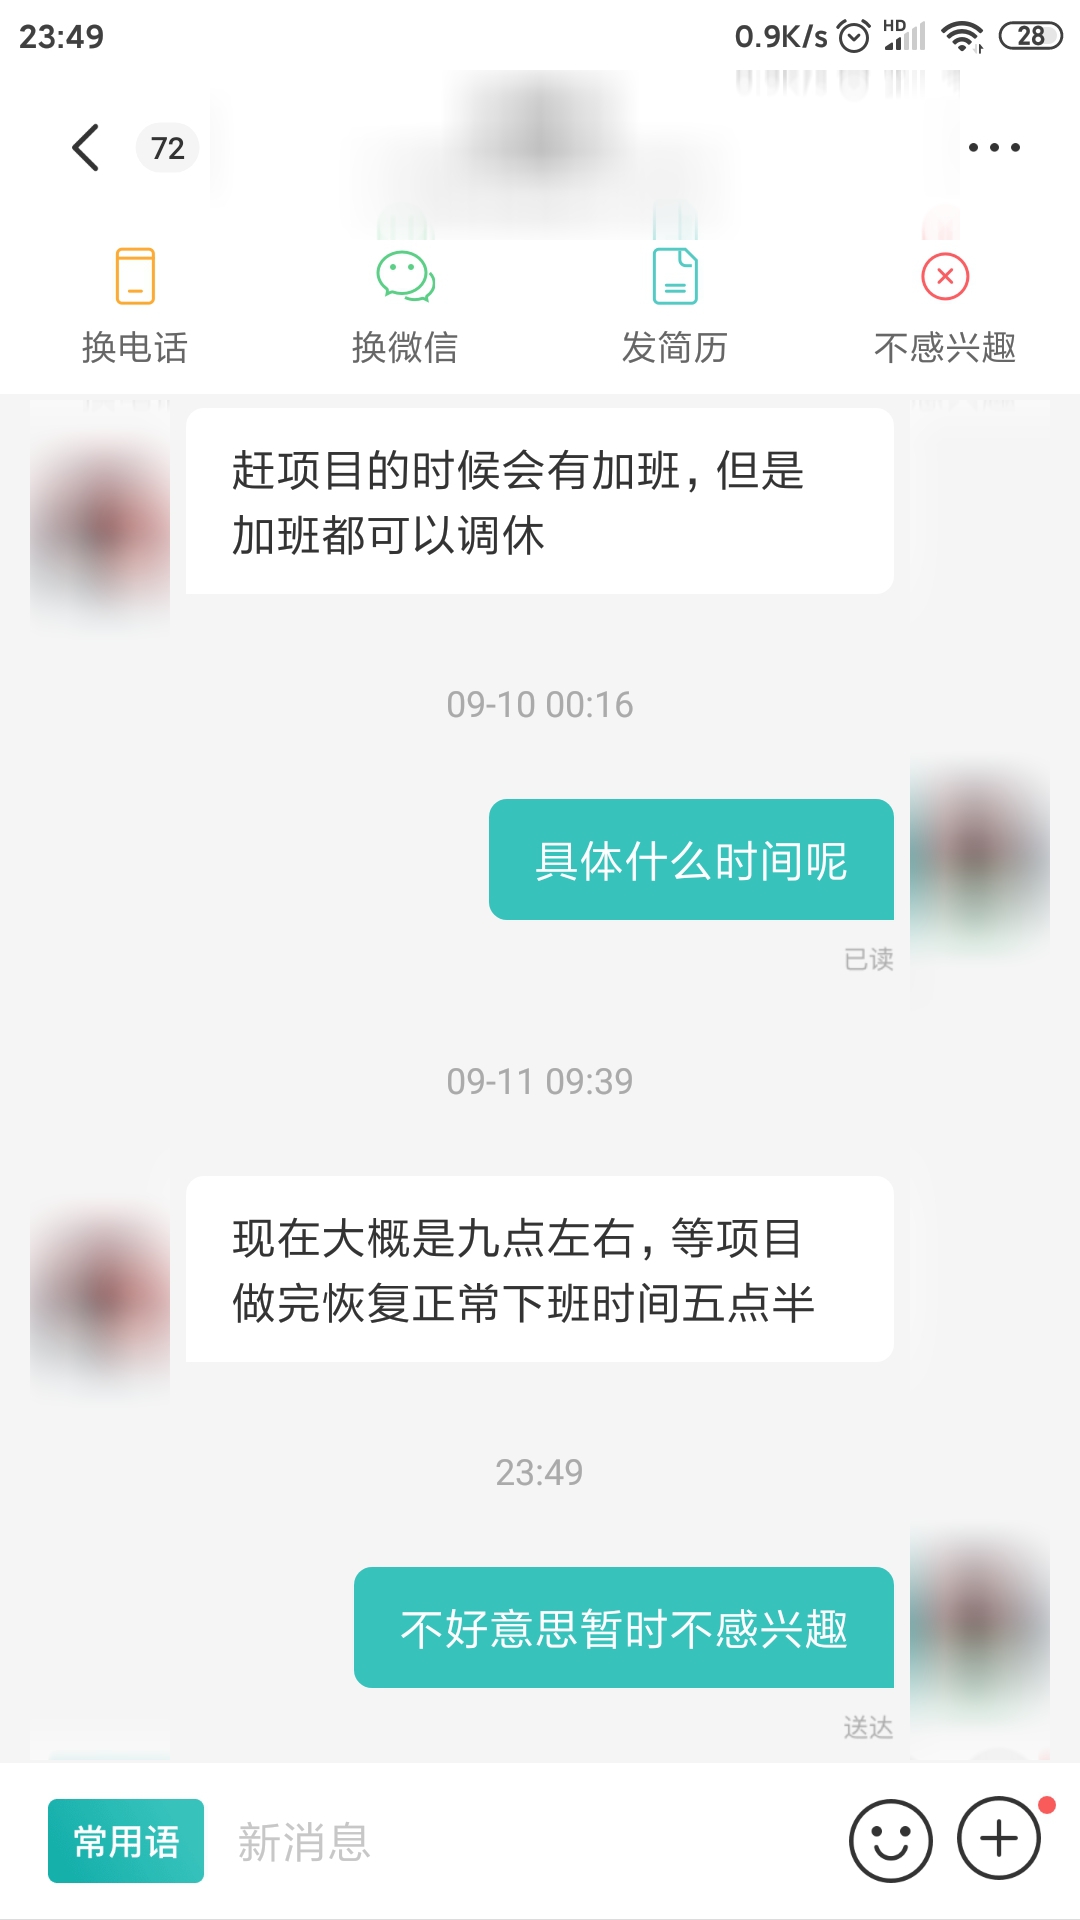 23:49
0.9K/s HD 28
72
换电话 换微信 发简历 不感兴趣
赶项目的时候会有加班，但是
加班都可以调休
09-10 00:16
具体什么时间呢
已读
09-11 09:39
现在大概是九点左右，等项目
做完恢复正常下班时间五点半
23:49
不好意思暂时不感兴趣
送达
常用语 新消息